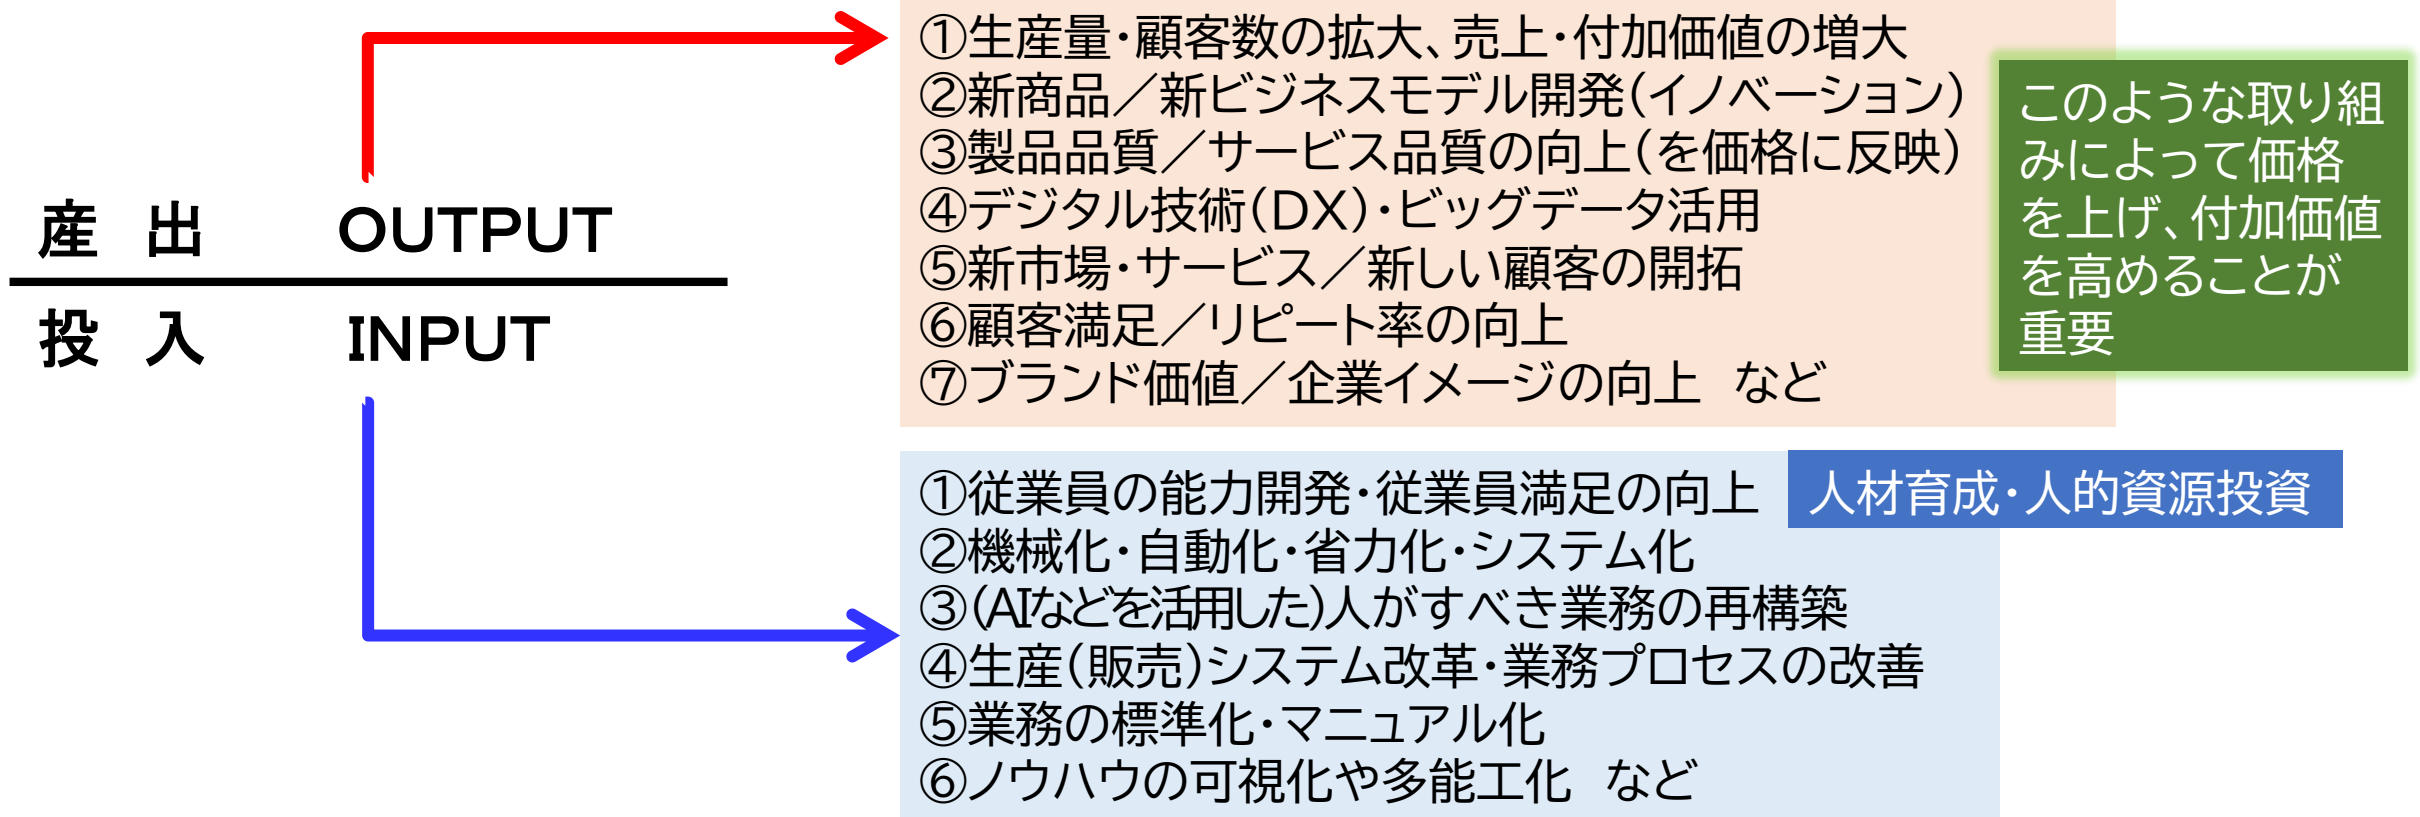 産 出 OUTPUT
投 入 INPUT
①生産量・顧客数の拡大、売上・付加価値の増大
②新商品／新ビジネスモデル開発（イノベーション）
③製品品質／サービス品質の向上（を価格に反映）
④デジタル技術（DX）・ビッグデータ活用
⑤新市場・サービス／新しい顧客の開拓
⑥顧客満足／リピート率の向上
⑦ブランド価値／企業イメージの向上　など
このような取り組
みによって価格
を上げ、付加価値
を高めることが
重要
①従業員の能力開発・従業員満足の向上
人材育成・人的資源投資
②機械化・自動化・省力化・システム化
③（AIなどを活用した）人がすべき業務の再構築
④生産（販売）システム改革・業務プロセスの改善
⑤業務の標準化・マニュアル化
⑥ノウハウの可視化や多能工化　など